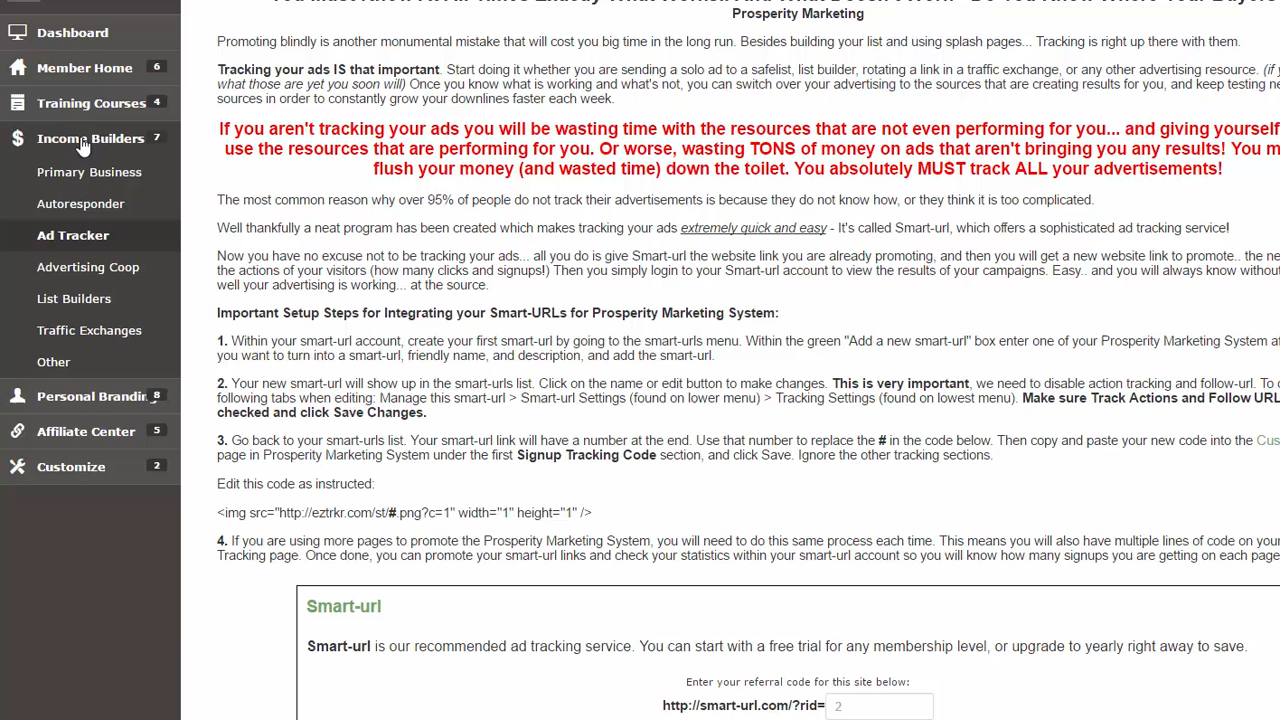 Dashboard
Member Home 6
Training Courses 4
Income Builders 7
Primary Business
Autoresponder
Ad Tracker
Advertising Coop
List Builders
Traffic Exchanges
Other
Personal Branding 8
Affiliate Center 5
Customize 2
Prosperity Marketing
Promoting blindly is another monumental mistake that will cost you big time in the long run. Besides building your list and using splash pages... Tracking is right up there with them.
Tracking your ads IS that important. Start doing it whether you are sending a solo ad to a safelist, list builder, rotating a link in a traffic exchange, or any other advertising resource. (if y
what those are yet you soon will) Once you know what is working and what's not, you can switch over your advertising to the sources that are creating results for you, and keep testing ne
sources in order to constantly grow your downlines faster each week.
If you aren't tracking your ads you will be wasting time with the resources that are not even performing for you... and giving yourself
use the resources that are performing for you. Or worse, wasting TONS of money on ads that aren't bringing you any results! You m
flush your money (and wasted time) down the toilet. You absolutely MUST track ALL your advertisements!
The most common reason why over 95% of people do not track their advertisements is because they do not know how, or they think it is too complicated.
Well thankfully a neat program has been created which makes tracking your ads extremely quick and easy - It's called Smart-url, which offers a sophisticated ad tracking service!
Now you have no excuse not to be tracking your ads... all you do is give Smart-url the website link you are already promoting, and then you will get a new website link to promote.. the ne
the actions of your visitors (how many clicks and signups!) Then you simply login to your Smart-url account to view the results of your campaigns. Easy.. and you will always know without
well your advertising is working... at the source.
Important Setup Steps for Integrating your Smart-URLs for Prosperity Marketing System:
1. Within your smart-url account, create your first smart-url by going to the smart-urls menu. Within the green "Add a new smart-url" box enter one of your Prosperity Marketing System af
you want to turn into a smart-url, friendly name, and description, and add the smart-url.
2. Your new smart-url will show up in the smart-urls list. Click on the name or edit button to make changes. This is very important, we need to disable action tracking and follow-url. To
following tabs when editing: Manage this smart-url > Smart-url Settings (found on lower menu) > Tracking Settings (found on lowest menu). Make sure Track Actions and Follow URL
checked and click Save Changes.
3. Go back to your smart-urls list. Your smart-url link will have a number at the end. Use that number to replace the # in the code below. Then copy and paste your new code into the Cus
page in Prosperity Marketing System under the first Signup Tracking Code section, and click Save. Ignore the other tracking sections.
Edit this code as instructed:
<img src="http://eztrkr.com/st/#.png?c=1" width="1" height="1" />
4. If you are using more pages to promote the Prosperity Marketing System, you will need to do this same process each time. This means you will also have multiple lines of code on your
Tracking page. Once done, you can promote your smart-url links and check your statistics within your smart-url account so you will know how many signups you are getting on each page
Smart-url
Smart-url is our recommended ad tracking service. You can start with a free trial for any membership level, or upgrade to yearly right away to save.
Enter your referral code for this site below:
http://smart-url.com/?rid= 2